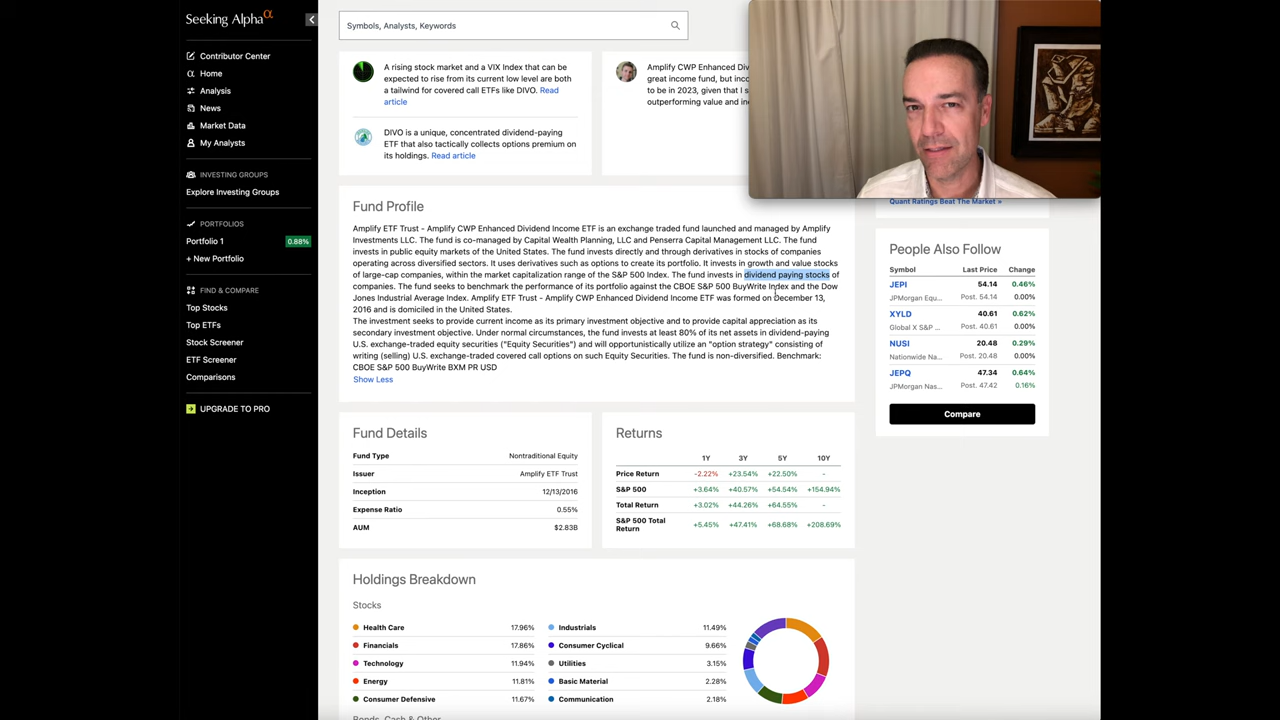 Seeking Alpha α
Contributor Center
Home
Analysis
News
Market Data
My Analysts
INVESTING GROUPS
Explore Investing Groups
PORTFOLIOS
Portfolio 1
0.88%
+ New Portfolio
FIND & COMPARE
Top Stocks
Top ETFs
Stock Screener
ETF Screener
Comparisons
UPGRADE TO PRO
Symbols, Analysts, Keywords
A rising stock market and a VIX Index that can be
expected to rise from its current low level are both
a tailwind for covered call ETFs like DIVO. Read
article
DIVO is a unique, concentrated dividend-paying
ETF that also tactically collects options premium on
its holdings. Read article
Amplify CWP Enhanced Div
great income fund, but inco
to be in 2023, given that I s
outperforming value and in
Fund Profile
Amplify ETF Trust - Amplify CWP Enhanced Dividend Income ETF is an exchange traded fund launched and managed by Amplify
Investments LLC. The fund is co-managed by Capital Wealth Planning, LLC and Penserra Capital Management LLC. The fund
invests in public equity markets of the United States. The fund invests directly and through derivatives in stocks of companies
operating across diversified sectors. It uses derivatives such as options to create its portfolio. It invests in growth and value stocks
of large-cap companies, within the market capitalization range of the S&P 500 Index. The fund invests in dividend paying stocks of
companies. The fund seeks to benchmark the performance of its portfolio against the CBOE S&P 500 BuyWrite Index and the Dow
Jones Industrial Average Index. Amplify ETF Trust - Amplify CWP Enhanced Dividend Income ETF was formed on December 13,
2016 and is domiciled in the United States.
The investment seeks to provide current income as its primary investment objective and to provide capital appreciation as its
secondary investment objective. Under normal circumstances, the fund invests at least 80% of its net assets in dividend-paying
U.S. exchange-traded equity securities ("Equity Securities") and will opportunistically utilize an "option strategy" consisting of
writing (selling) U.S. exchange-traded covered call options on such Equity Securities. The fund is non-diversified. Benchmark:
CBOE S&P 500 BuyWrite BXM PR USD
Show Less
Quant Ratings Beat The Market »
People Also Follow
Symbol Last Price Change
JEPI 54.14 0.46%
JPMorgan Equ... Post. 54.14 0.00%
XYLD 40.61 0.62%
Global X S&P ... Post. 40.61 0.00%
NUSI 20.48 0.29%
Nationwide Na... Post. 20.48 0.00%
JEPQ 47.34 0.64%
JPMorgan Nas... Post. 47.42 0.16%
Compare
Fund Details
Fund Type Nontraditional Equity
Issuer Amplify ETF Trust
Inception 12/13/2016
Expense Ratio 0.55%
AUM $2.83B
Returns
1Y 3Y 5Y 10Y
Price Return -2.22% +23.54% +22.50% -
S&P 500 +3.64% +40.57% +54.54% +154.94%
Total Return +3.02% +44.26% +64.55% -
S&P 500 Total
Return +5.45% +47.41% +68.68% +208.69%
Holdings Breakdown
Stocks
Health Care 17.96%
Financials 17.86%
Technology 11.94%
Energy 11.81%
Consumer Defensive 11.67%
Industrials 11.49%
Consumer Cyclical 9.66%
Utilities 3.15%
Basic Material 2.28%
Communication 2.18%
Bonds, Cash & Other